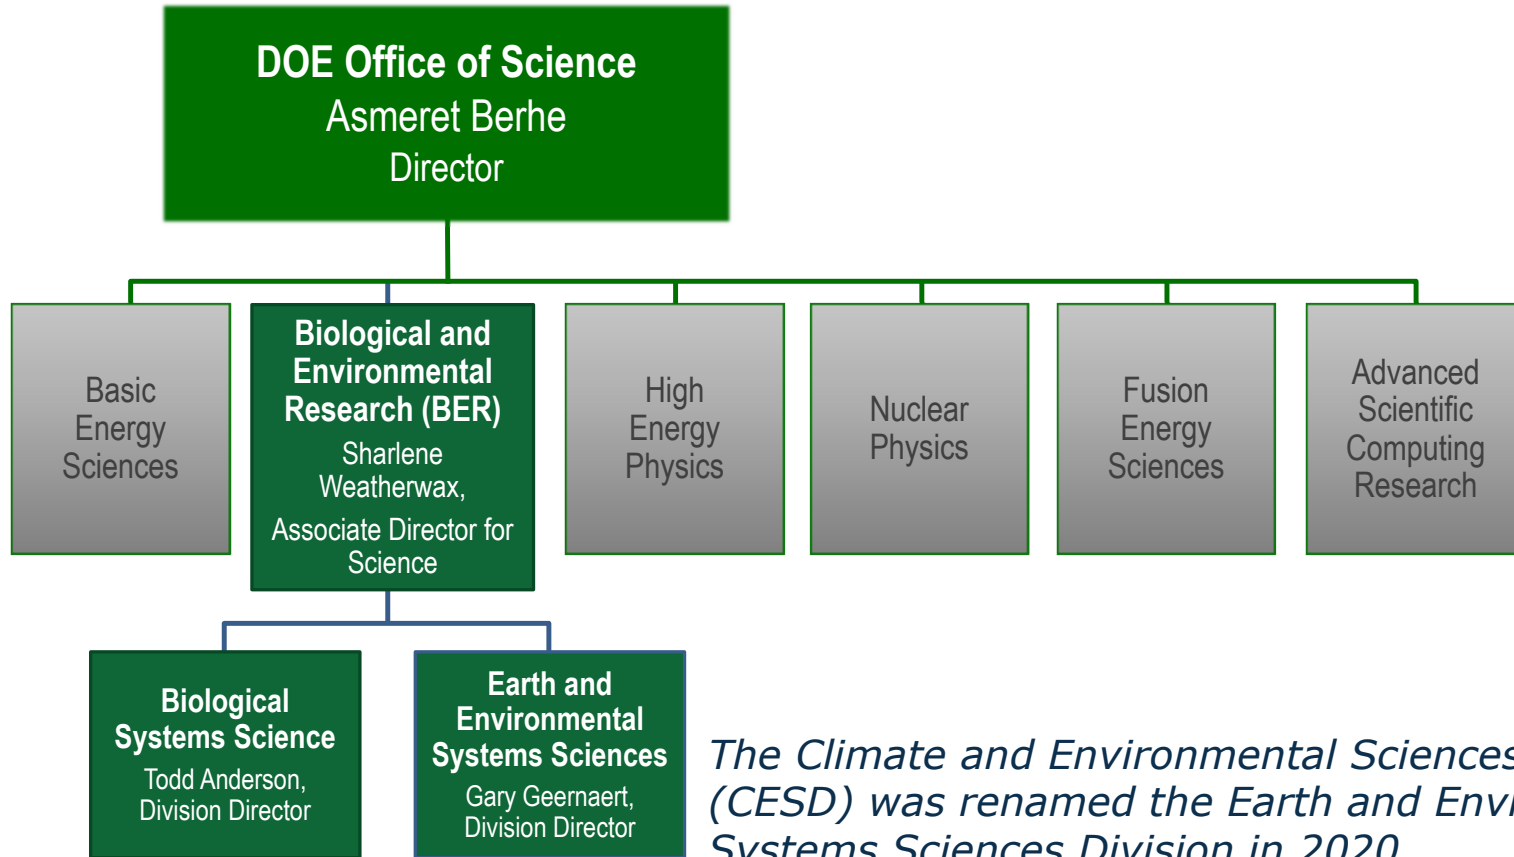 DOE Office of Science
Asmeret Berhe
Director
Basic
Energy
Sciences
Biological and
Environmental
Research (BER)
Sharlene
Weatherwax,
Associate Director for
Science
High
Energy
Physics
Nuclear
Physics
Fusion
Energy
Sciences
Advanced
Scientific
Computing
Research
Biological
Systems Science
Todd Anderson,
Division Director
Earth and
Environmental
Systems Sciences
Gary Geernaert,
Division Director
The Climate and Environmental Sciences
(CESD) was renamed the Earth and Envi
Systems Sciences Division in 2020